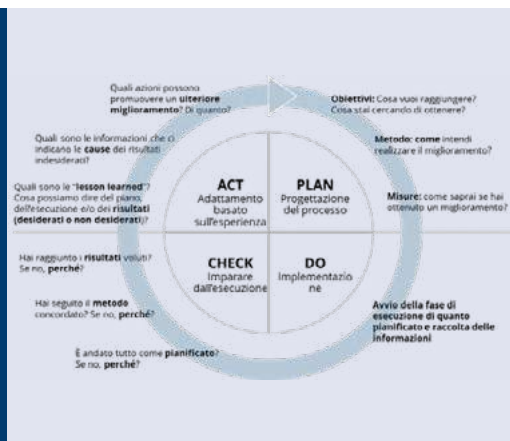 Quali azioni possono
promuovere un ulteriore
miglioramento? Di quanto?
Obiettivi: Cosa vuoi raggiungere?
Cosa stai cercando di ottenere?
Quali sono le informazioni che ci
indicano le cause dei risultati
indesiderati?
Metodo: come intendi
realizzare il miglioramento?
Quali sono le "lesson learned"?
Cosa possiamo dire del piano,
dell'esecuzione e/o dei risultati
(desiderati o non desiderati)?
ACT
Adattamento
basato
sull'esperienza
PLAN
Progettazione
del processo
Misure: come saprai se hai
ottenuto un miglioramento?
Hai raggiunto i risultati voluti?
Se no, perché?
CHECK
Imparare
dall'esecuzione
DO
Implementazio
ne
Hai seguito il metodo
concordato? Se no, perché?
Avvio della fase di
esecuzione di quanto
pianificato e raccolta delle
informazioni
È andato tutto come pianificato?
Se no, perché?